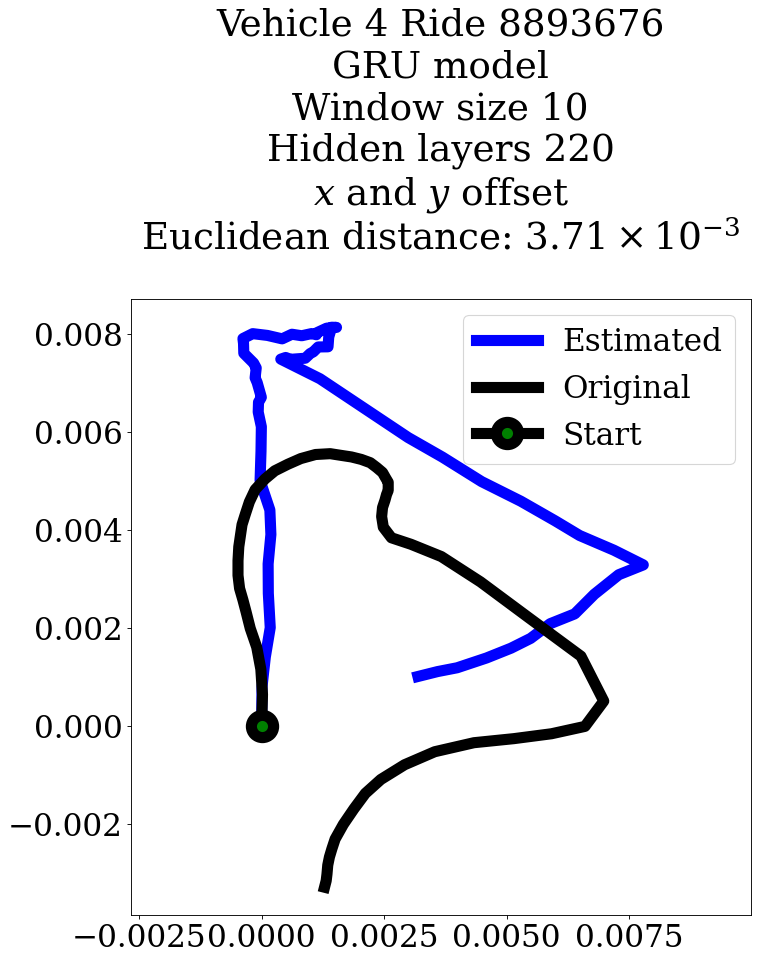 Vehicle 4 Ride 8893676
GRU model
Window size 10
Hidden layers 220
x and y offset
Euclidean distance: 3.71 × 10⁻³
Estimated
Original
Start
0.008
0.006
0.004
0.002
0.000
−0.002
−0.0025 0.0000 0.0025 0.0050 0.0075